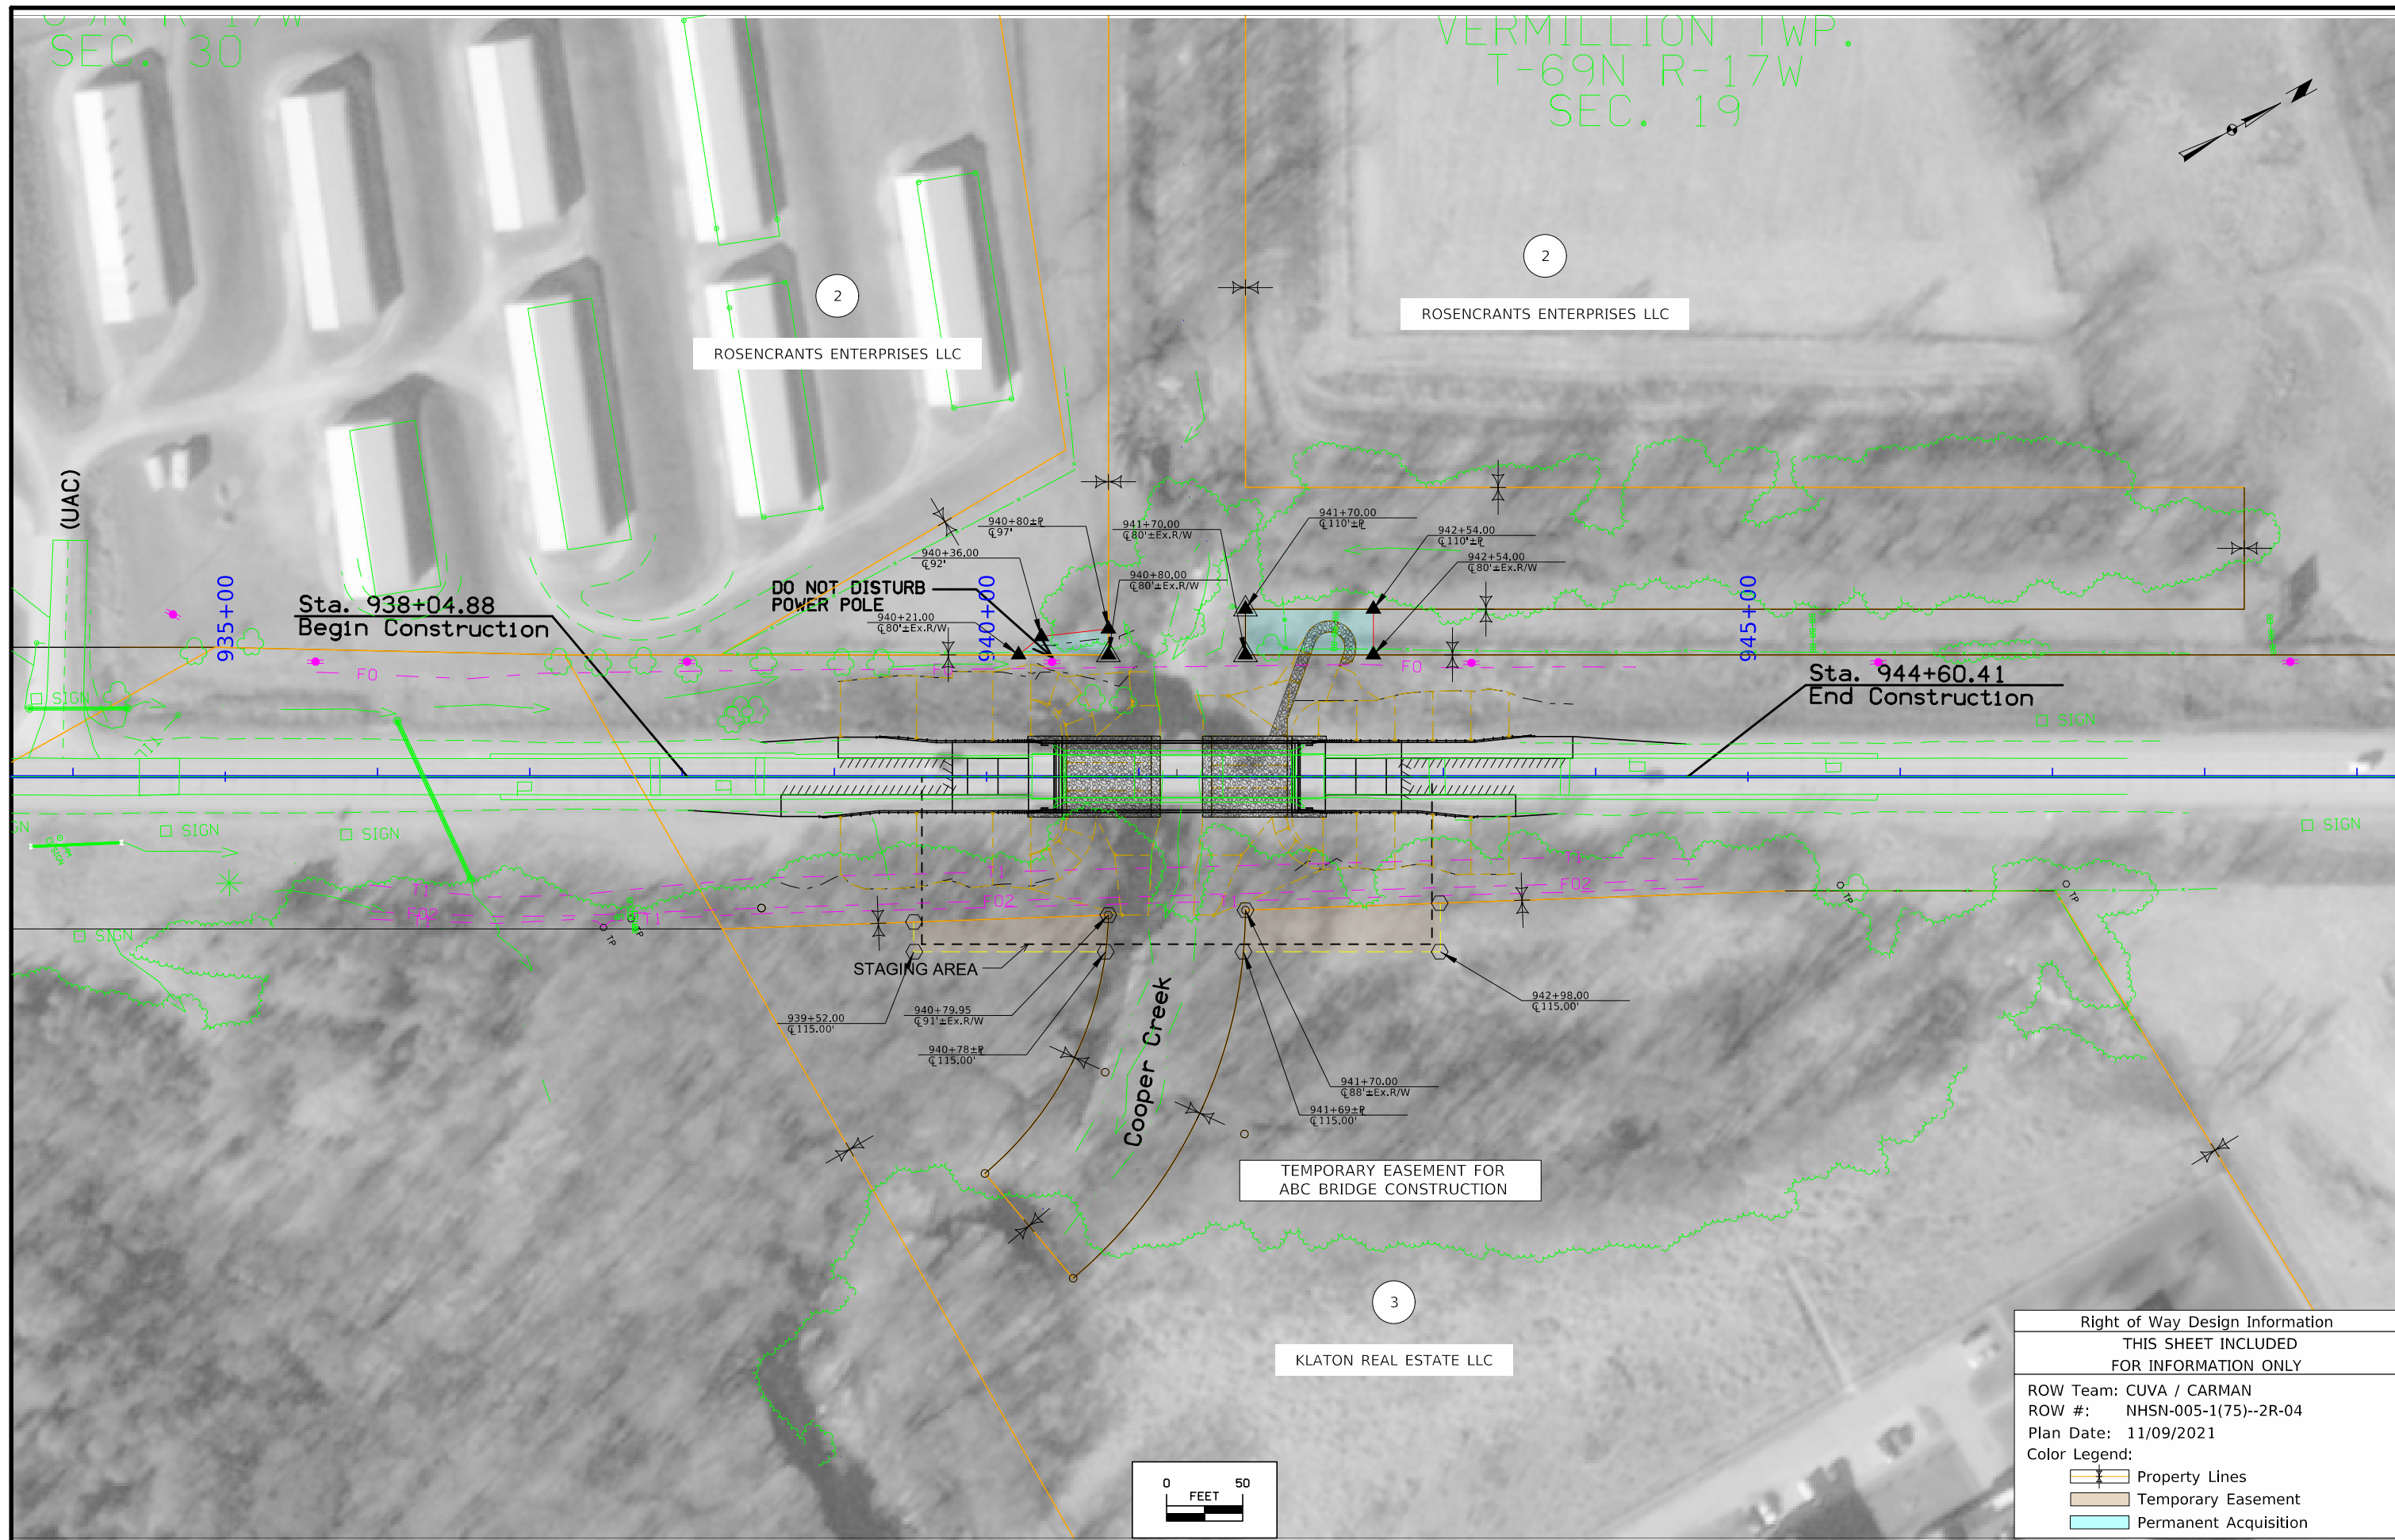 SEC. 30
VERMILLION TWP.
T-69N R-17W
SEC. 19
2
ROSENCRANTS ENTERPRISES LLC
2
ROSENCRANTS ENTERPRISES LLC
(UAC)
935+00
940+00
945+00
Sta. 938+04.88
Begin Construction
DO NOT DISTURB
POWER POLE
940+21.00
℄80'±Ex.R/W
940+36.00
℄92'
940+80±℄
℄97'
941+70.00
℄80'±Ex.R/W
940+80.00
℄80'±Ex.R/W
941+70.00
℄110'±℄
942+54.00
℄110'±℄
942+54.00
℄80'±Ex.R/W
Sta. 944+60.41
End Construction
FO
FO
FO
SIGN
SIGN
SIGN
SIGN
SIGN
SIGN
T1
T1
T1
T1
T1
FO2
FO2
FO2
TP
TP
TP
TP
STAGING AREA
939+52.00
℄115.00'
940+79.95
℄91'±Ex.R/W
940+78±℄
℄115.00'
Cooper Creek
942+98.00
℄115.00'
941+70.00
℄88'±Ex.R/W
941+69±℄
℄115.00'
TEMPORARY EASEMENT FOR
ABC BRIDGE CONSTRUCTION
3
KLATON REAL ESTATE LLC
0 50
FEET
Right of Way Design Information
THIS SHEET INCLUDED
FOR INFORMATION ONLY
ROW Team: CUVA / CARMAN
ROW #: NHSN-005-1(75)--2R-04
Plan Date: 11/09/2021
Color Legend:
Property Lines
Temporary Easement
Permanent Acquisition